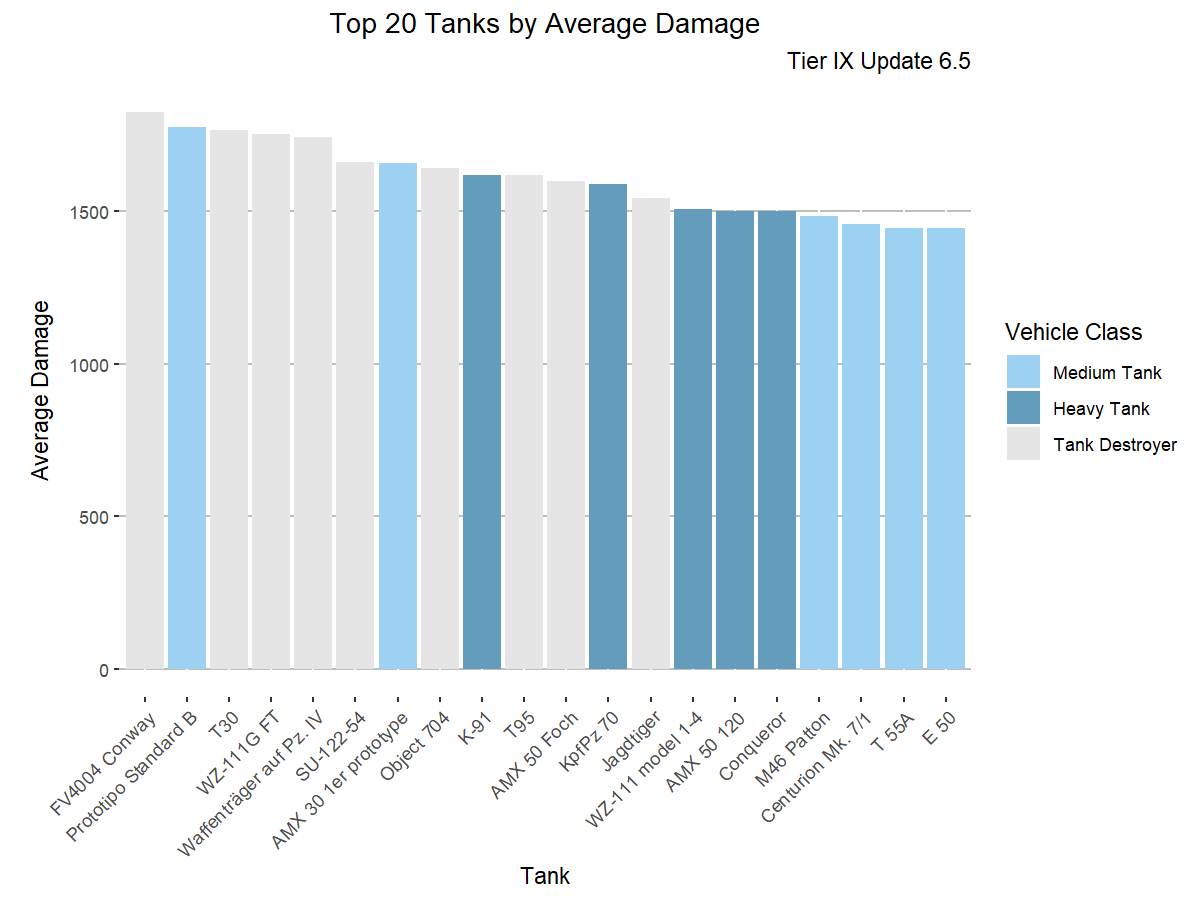 Top 20 Tanks by Average Damage
Tier IX Update 6.5
Average Damage
1500
1000
500
0
FV4004 Conway
Prototipo Standard B
T30
WZ-111G FT
Waffenträger auf Pz. IV
SU-122-54
AMX 30 1er prototype
Object 704
K-91
T95
AMX 50 Foch
KpfPz 70
Jagdtiger
WZ-111 model 1-4
AMX 50 120
Conqueror
M46 Patton
Centurion Mk. 7/1
T 55A
E 50
Tank
Vehicle Class
Medium Tank
Heavy Tank
Tank Destroyer